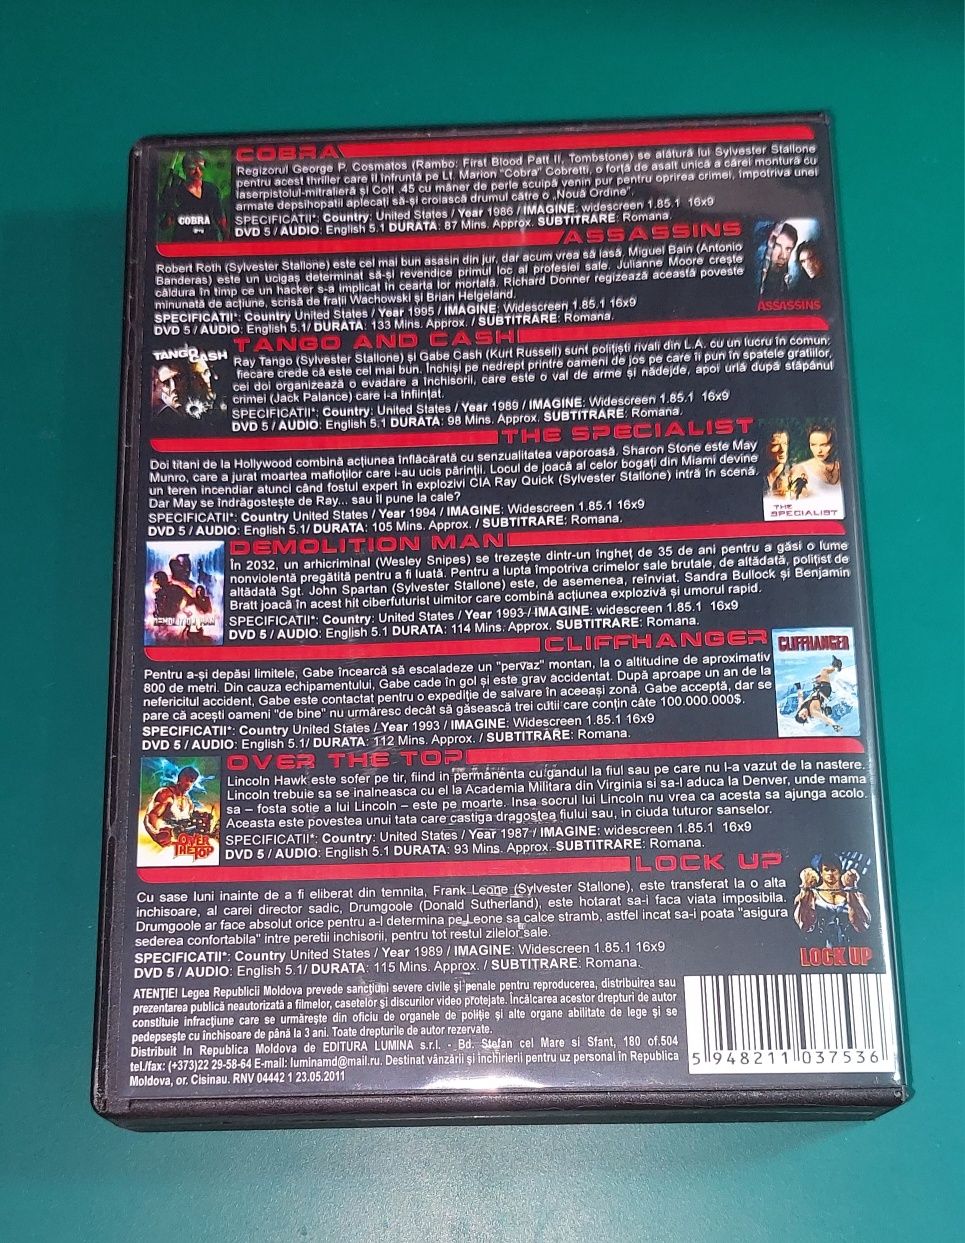 COBRA
Regizorul George P. Cosmatos (Rambo: First Blood Patt II, Tombstone) se alătură lui Sylvester Stallone
pentru acest thriller care îl înfruntă pe Lt. Marion "Cobra" Cobretti, o forță de asalt unică a cărei montură cu
laserpistolul-mitralieră și Colt .45 cu mâner de perle scuipă venin pur pentru oprirea crimei, împotriva unei
armate depsihopatii aplecați să-și croiască drumul către o „Nouă Ordine".
SPECIFICATII*: Country: United States / Year 1986 / IMAGINE: widescreen 1.85.1 16x9
DVD 5 / AUDIO: English 5.1 DURATA: 87 Mins. Approx. SUBTITRARE: Romana.
COBRA
ASSASSINS
Robert Roth (Sylvester Stallone) este cel mai bun asasin din jur, dar acum vrea să iasă. Miguel Bain (Antonio
Banderas) este un ucigaș determinat să-și revendice primul loc al profesiei sale. Julianne Moore crește
căldura în timp ce un hacker s-a implicat în cearta lor mortală. Richard Donner regizează această poveste
minunată de acțiune, scrisă de frații Wachowski și Brian Helgeland.
SPECIFICATII*: Country United States / Year 1995 / IMAGINE: Widescreen 1.85.1 16x9
DVD 5 / AUDIO: English 5.1/ DURATA: 133 Mins. Approx. / SUBTITRARE: Romana.
ASSASSINS
TANGO AND CASH
TANGO CASH
Ray Tango (Sylvester Stallone) și Gabe Cash (Kurt Russell) sunt polițiști rivali din L.A. cu un lucru în comun:
fiecare crede că este cel mai bun. Închiși pe nedrept printre oameni de jos pe care îi pun în spatele gratiilor,
cei doi organizează o evadare a închisorii, care este o val de arme și nădejde, apoi urlă după stăpânul
crimei (Jack Palance) care i-a înființat.
SPECIFICATII*: Country: United States / Year 1989 / IMAGINE: Widescreen 1.85.1 16x9
DVD 5 / AUDIO: English 5.1 DURATA: 98 Mins. Approx. SUBTITRARE: Romana.
THE SPECIALIST
Doi titani de la Hollywood combină acțiunea înflăcărată cu senzualitatea vaporoasă. Sharon Stone este May
Munro, care a jurat moartea mafioților care i-au ucis părinții. Locul de joacă al celor bogați din Miami devine
un teren incendiar atunci când fostul expert în explozivi CIA Ray Quick (Sylvester Stallone) intră în scenă.
Dar May se îndrăgostește de Ray... sau îl pune la cale?
SPECIFICATII*: Country United States / Year 1994 / IMAGINE: Widescreen 1.85.1 16x9
DVD 5 / AUDIO: English 5.1/ DURATA: 105 Mins. Approx. / SUBTITRARE: Romana.
THE
SPECIALIST
DEMOLITION MAN
În 2032, un arhicriminal (Wesley Snipes) se trezește dintr-un îngheț de 35 de ani pentru a găsi o lume
nonviolentă pregătită pentru a fi luată. Pentru a lupta împotriva crimelor sale brutale, de altădată, polițist de
altădată Sgt. John Spartan (Sylvester Stallone) este, de asemenea, reînviat. Sandra Bullock și Benjamin
Bratt joacă în acest hit ciberfuturist uimitor care combină acțiunea explozivă și umorul rapid.
SPECIFICATII*: Country: United States / Year 1993 / IMAGINE: widescreen 1.85.1 16x9
DVD 5 / AUDIO: English 5.1 DURATA: 114 Mins. Approx. SUBTITRARE: Romana.
DEMOLITION MAN
CLIFFHANGER
CLIFFHANGER
Pentru a-și depăși limitele, Gabe încearcă să escaladeze un "pervaz" montan, la o altitudine de aproximativ
800 de metri. Din cauza echipamentului, Gabe cade în gol și este grav accidentat. După aproape un an de la
nefericitul accident, Gabe este contactat pentru o expediție de salvare în aceeași zonă. Gabe acceptă, dar se
pare că acești oameni "de bine" nu urmăresc decât să găsească trei cutii care conțin câte 100.000.000$.
SPECIFICATII*: Country United States / Year 1993 / IMAGINE: Widescreen 1.85.1 16x9
DVD 5 / AUDIO: English 5.1/ DURATA: 112 Mins. Approx. / SUBTITRARE: Romana.
OVER THE TOP
Lincoln Hawk este sofer pe tir, fiind in permanenta cu gandul la fiul sau pe care nu l-a vazut de la nastere.
Lincoln trebuie sa se inalneasca cu el la Academia Militara din Virginia si sa-l aduca la Denver, unde mama
sa – fosta sotie a lui Lincoln – este pe moarte. Insa socrul lui Lincoln nu vrea ca acesta sa ajunga acolo.
Aceasta este povestea unui tata care castiga dragostea fiului sau, in ciuda tuturor sanselor.
SPECIFICATII*: Country: United States / Year 1987 / IMAGINE: widescreen 1.85.1 16x9
DVD 5 / AUDIO: English 5.1 DURATA: 93 Mins. Approx. SUBTITRARE: Romana.
OVER
THE TOP
LOCK UP
Cu sase luni inainte de a fi eliberat din temnita, Frank Leone (Sylvester Stallone), este transferat la o alta
inchisoare, al carei director sadic, Drumgoole (Donald Sutherland), este hotarat sa-i faca viata imposibila.
Drumgoole ar face absolut orice pentru a-l determina pe Leone sa calce stramb, astfel incat sa-i poata "asigura
sederea confortabila" intre peretii inchisorii, pentru tot restul zilelor sale.
SPECIFICATII*: Country United States / Year 1989 / IMAGINE: Widescreen 1.85.1 16x9
DVD 5 / AUDIO: English 5.1/ DURATA: 115 Mins. Approx. / SUBTITRARE: Romana.
LOCK UP
ATENȚIE! Legea Republicii Moldova prevede sancțiuni severe civile și penale pentru reproducerea, distribuirea sau
prezentarea publică neautorizată a filmelor, casetelor și discurilor video protejate. Încălcarea acestor drepturi de autor
constituie infracțiune care se urmărește din oficiu de organele de poliție și alte organe abilitate de lege și se
pedepsește cu închisoare de până la 3 ani. Toate drepturile de autor rezervate.
Distribuit In Republica Moldova de EDITURA LUMINA s.r.l. - Bd. Stefan cel Mare si Sfant, 180 of.504
tel./fax: (+373)22 29-58-64 E-mail: luminamd@mail.ru. Destinat vânzării și închirierii pentru uz personal în Republica
Moldova, or. Cisinau. RNV 04442 1 23.05.2011
5 948211 037536